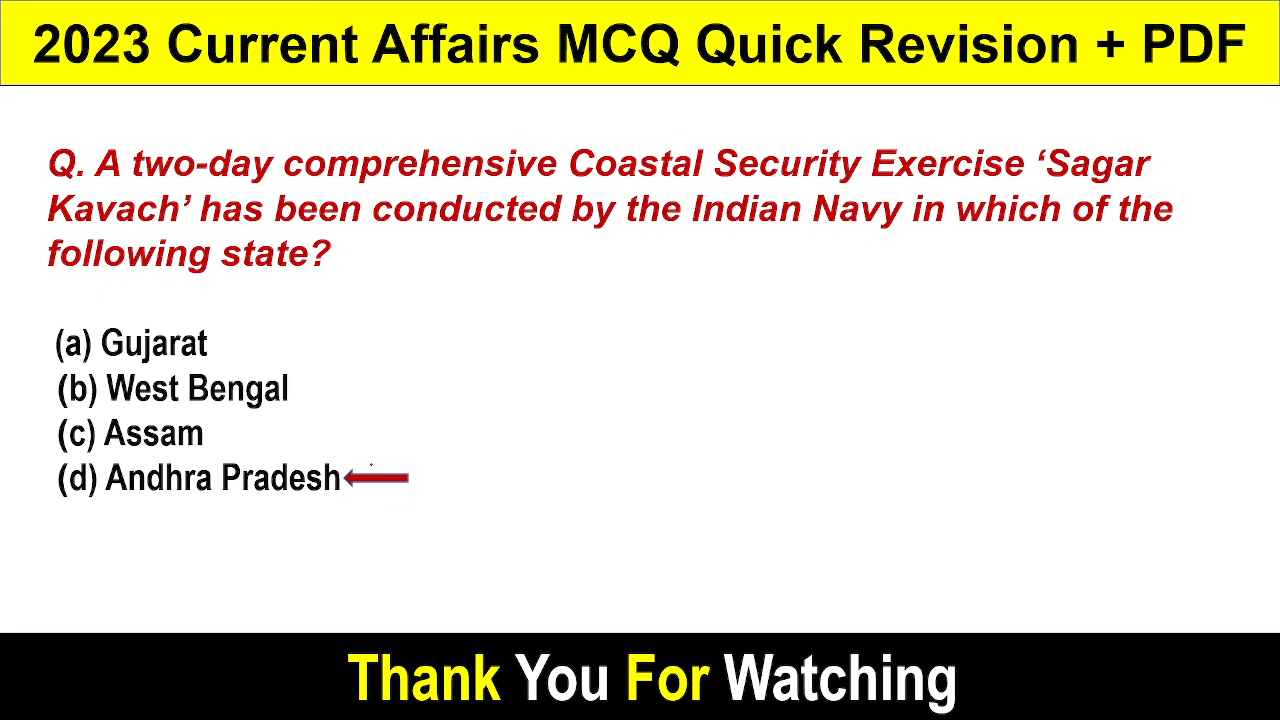 2023 Current Affairs MCQ Quick Revision + PDF
Q. A two-day comprehensive Coastal Security Exercise ‘Sagar
Kavach’ has been conducted by the Indian Navy in which of the
following state?
(a) Gujarat
(b) West Bengal
(c) Assam
(d) Andhra Pradesh
Thank You For Watching